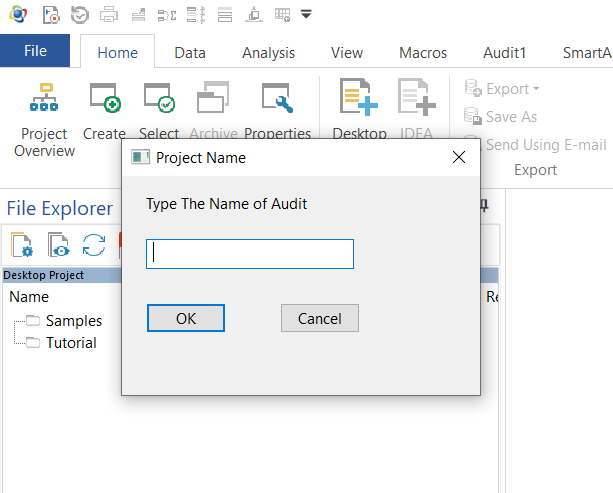 File Home Data Analysis View Macros Audit1 SmartA
Project Overview
Create
Select
Archive
Properties
Desktop
IDEA
Export
Save As
Send Using E-mail
Export
Project Name
Type The Name of Audit
OK Cancel
File Explorer
Desktop Project
Name Re
Samples
Tutorial